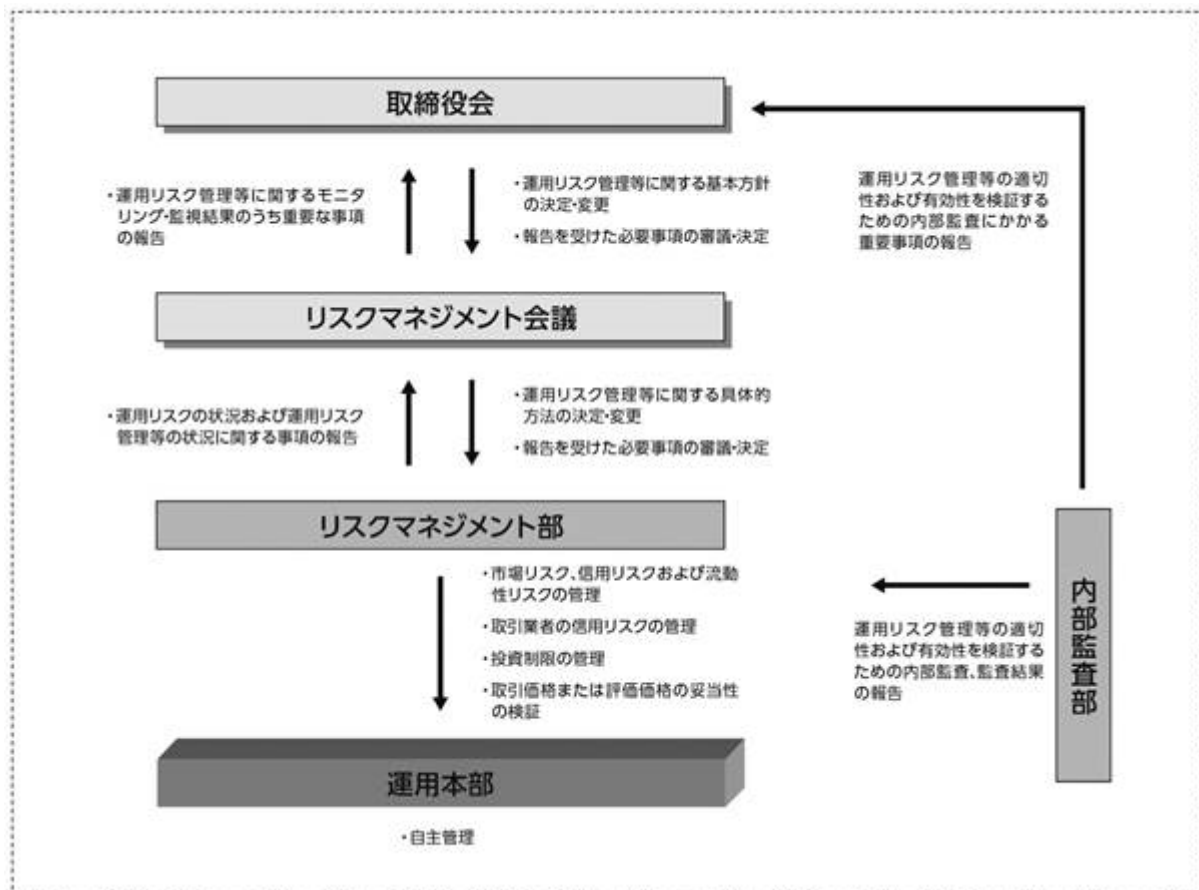 取締役会
・運用リスク管理等に関するモニタ
リング・監視結果のうち重要な事項
の報告
・運用リスク管理等に関する基本方針
の決定・変更
・報告を受けた必要事項の審議・決定
運用リスク管理等の適切
性および有効性を検証する
ための内部監査にかかる
重要事項の報告
リスクマネジメント会議
・運用リスクの状況および運用リスク
管理等の状況に関する事項の報告
・運用リスク管理等に関する具体的
方法の決定・変更
・報告を受けた必要事項の審議・決定
リスクマネジメント部
・市場リスク、信用リスクおよび流動
性リスクの管理
・取引業者の信用リスクの管理
・投資制限の管理
・取引価格または評価価格の妥当性
の検証
運用リスク管理等の適切
性および有効性を検証する
ための内部監査、監査結果
の報告
内部監査部
運用本部
・自主管理